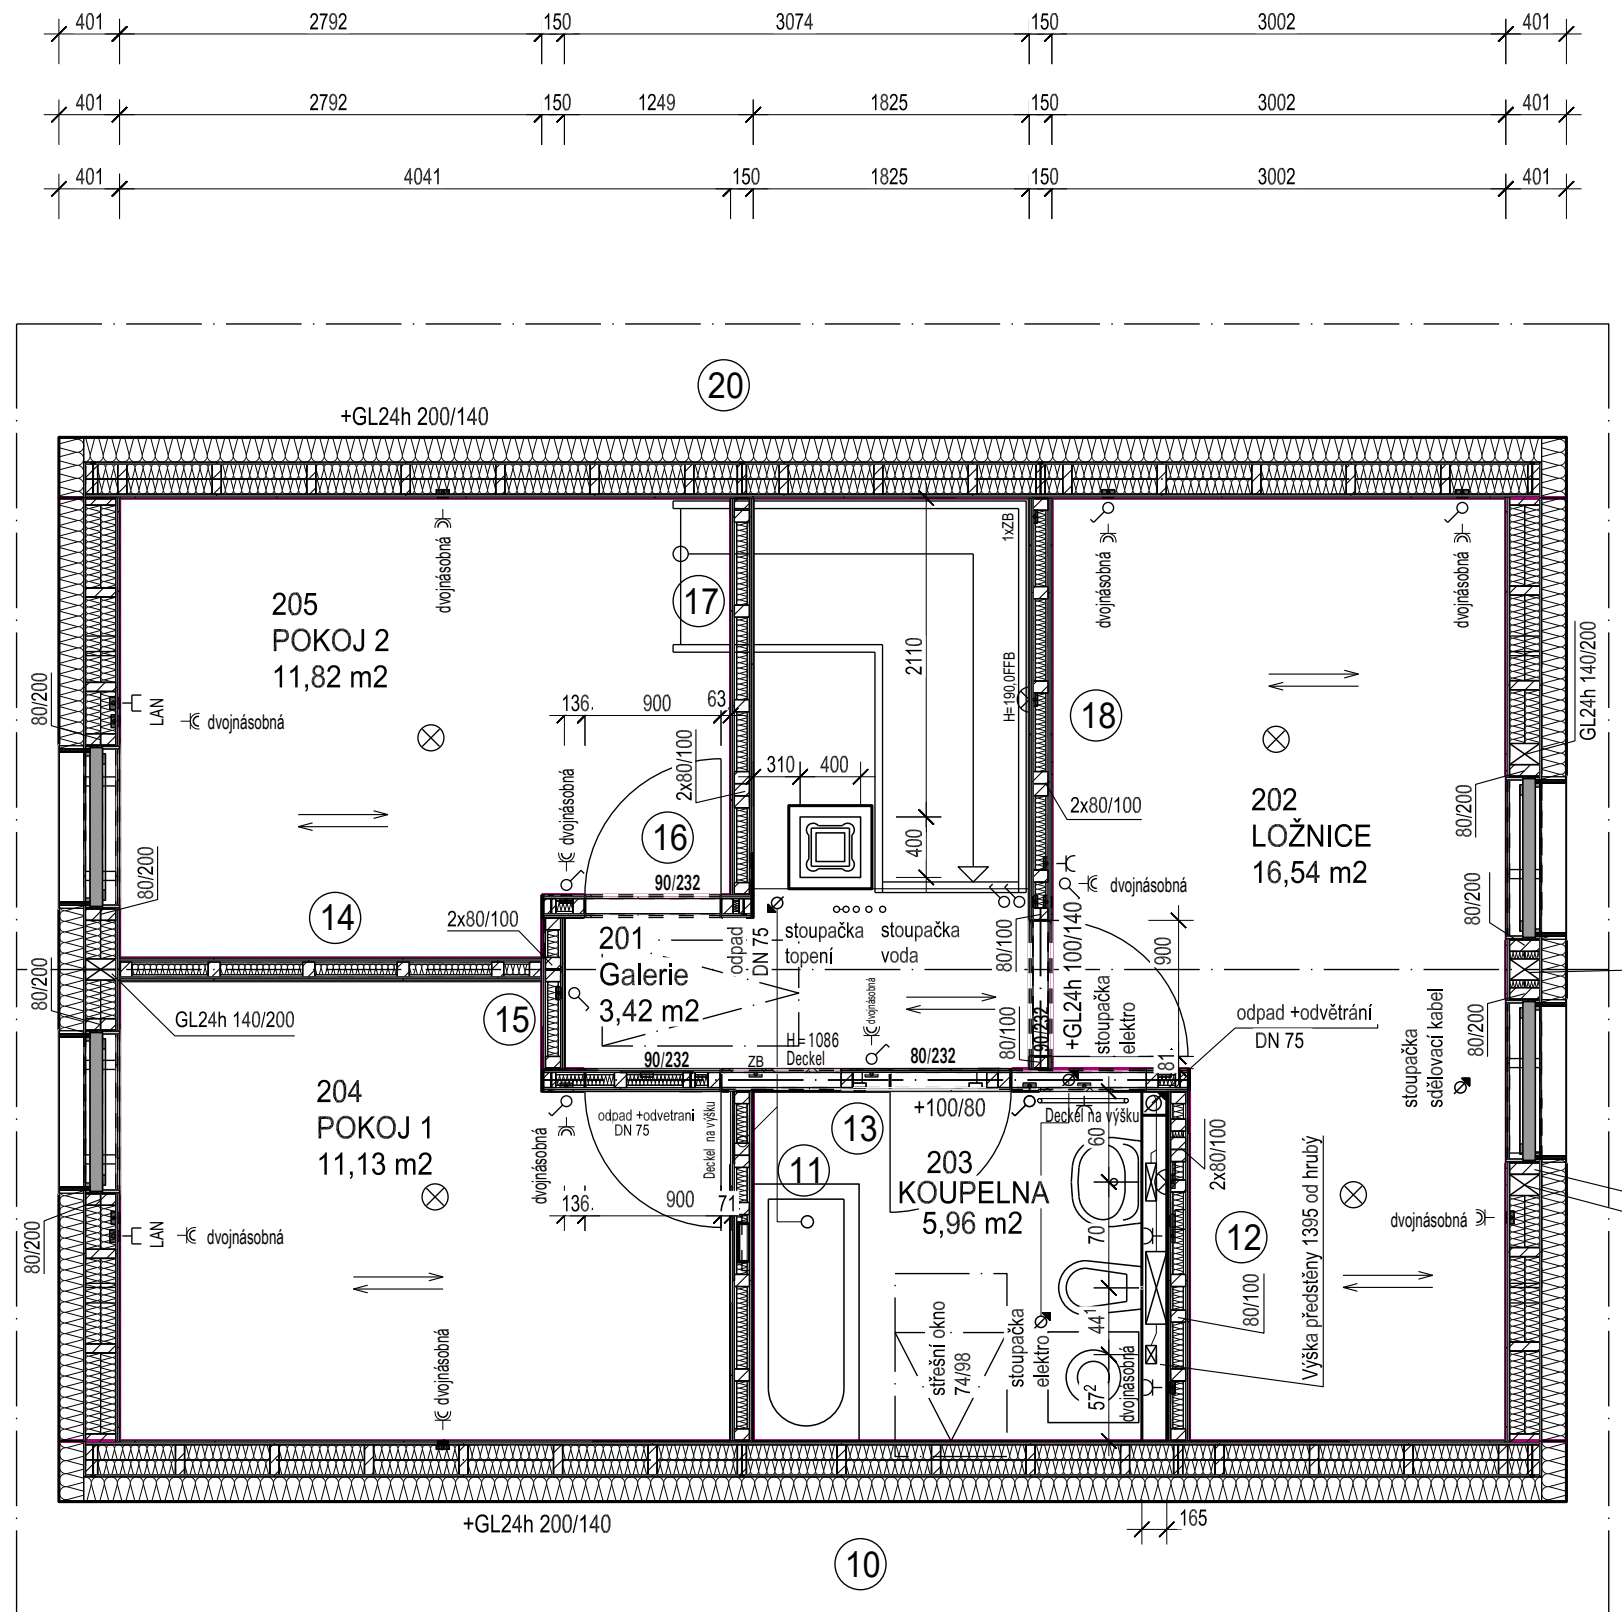 401 2792 150 3074 150 3002 401
401 2792 150 1249 1825 150 3002 401
401 4041 150 1825 150 3002 401
20
+GL24h 200/140
dvojnásobná
1xZB
dvojnásobná
dvojnásobná
205
POKOJ 2
11,82 m2
17
2110
H=190,0FFB
18
GL24h 140/200
80/200
LAN
dvojnásobná
136
900
63
2x80/100
310
400
400
2x80/100
202
LOŽNICE
16,54 m2
80/200
80/200
dvojnásobná
16
90/232
80/200
14
2x80/100
dvojnásobná
201
Galerie
3,42 m2
odpad
DN 75
stoupačka
topení
stoupačka
voda
80/100
+GL24h 100/140
900
80/200
GL24h 140/200
15
dvojnásobná
H=1086
Deckel
80/100
90/232
stoupačka
elektro
81
odpad +odvětrání
DN 75
stoupačka
sdělovací kabel
80/200
90/232
ZB
80/232
204
POKOJ 1
11,13 m2
dvojnásobná
odpad +odvetrani
DN 75
Deckel na výšku
+100/80
13
Deckel na výšku
60
2x80/100
11
203
KOUPELNA
5,96 m2
136
900
71
70
12
Výška předstěny 1395 od hrubý
dvojnásobná
80/200
LAN
dvojnásobná
80/100
dvojnásobná
střešní okno
74/98
stoupačka
elektro
44¹
57²
dvojnásobná
+GL24h 200/140
165
10